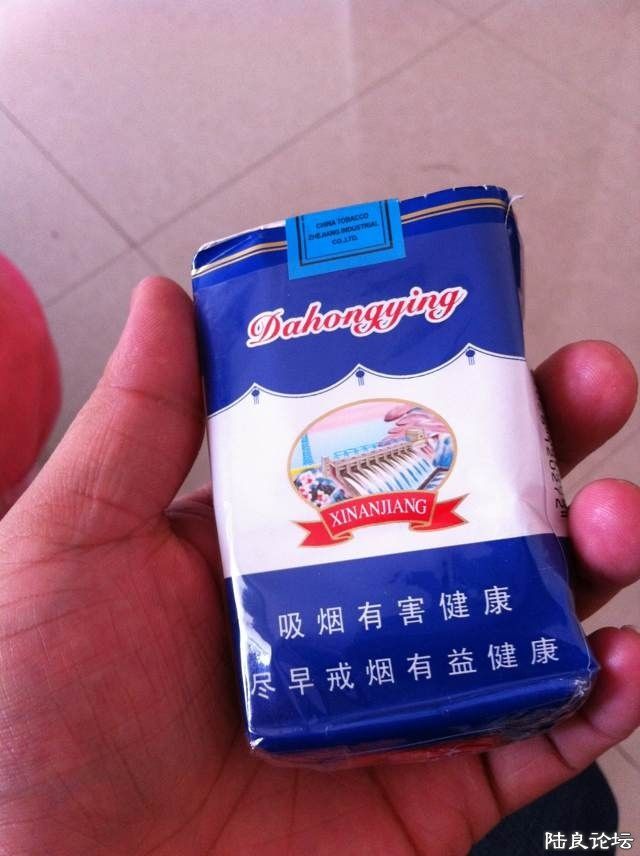 CHINA TOBACCO
ZHEJIANG INDUSTRIAL
CO.,LTD.
Dahongying
XINANJIANG
吸烟有害健康
尽早戒烟有益健康
陆良论坛